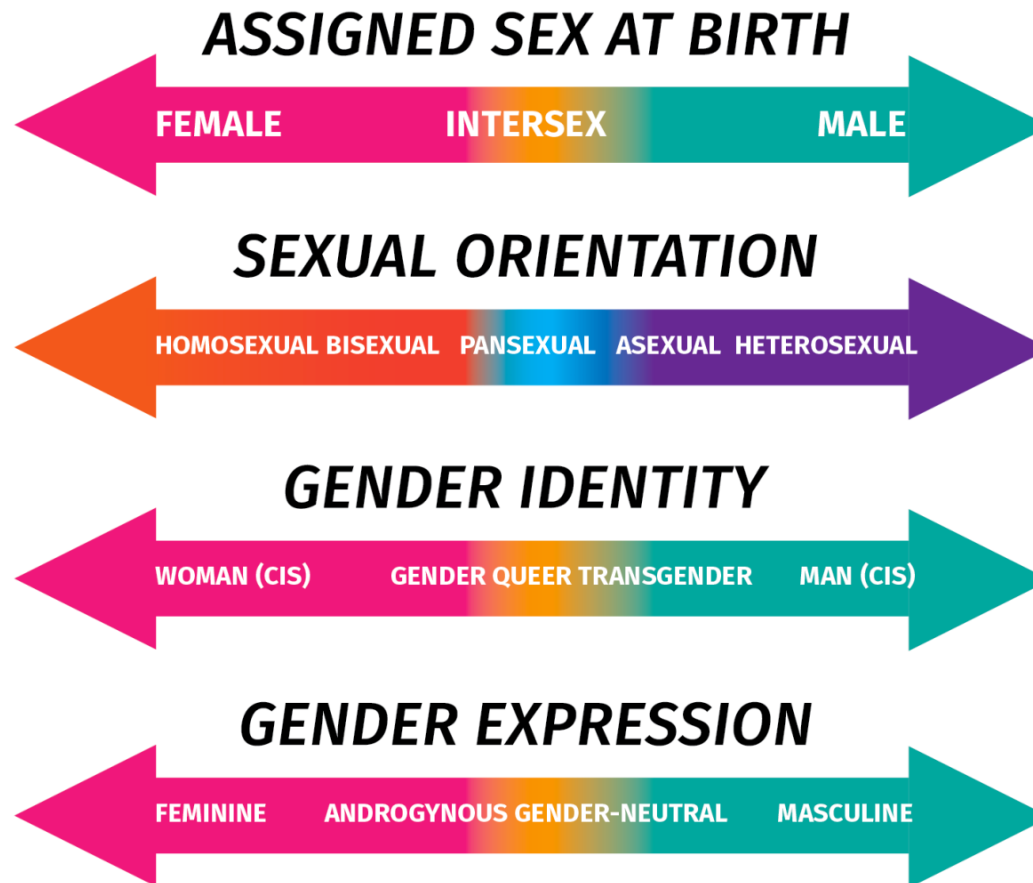 ASSIGNED SEX AT BIRTH
FEMALE INTERSEX MALE
SEXUAL ORIENTATION
HOMOSEXUAL BISEXUAL PANSEXUAL ASEXUAL HETEROSEXUAL
GENDER IDENTITY
WOMAN (CIS) GENDER QUEER TRANSGENDER MAN (CIS)
GENDER EXPRESSION
FEMININE ANDROGYNOUS GENDER-NEUTRAL MASCULINE